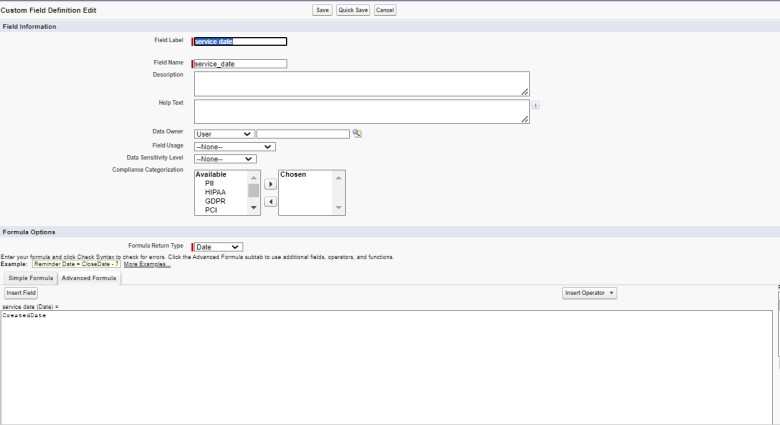 Custom Field Definition Edit
Save Quick Save Cancel
Field Information
Field Label service date
Field Name service_date
Description
Help Text
i
Data Owner User
Field Usage --None--
Data Sensitivity Level --None--
Compliance Categorization
Available Chosen
PII
HIPAA
GDPR
PCI
Formula Options
Formula Return Type Date
Enter your formula and click Check Syntax to check for errors. Click the Advanced Formula subtab to use additional fields, operators, and functions.
Example: Reminder Date = CloseDate - 7 More Examples...
Simple Formula Advanced Formula
Insert Field Insert Operator
service date (Date) =
CreatedDate